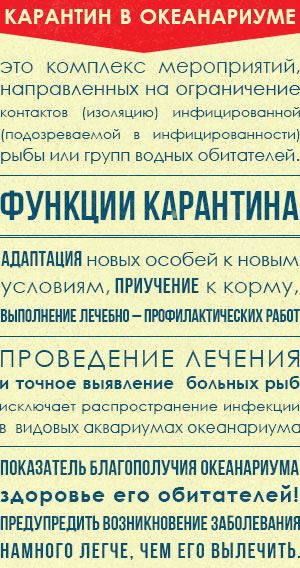 КАРАНТИН В ОКЕАНАРИУМЕ
это комплекс мероприятий,
направленных на ограничение
контактов (изоляцию) инфицированной
(подозреваемой в инфицированности)
рыбы или групп водных обитателей.
ФУНКЦИИ КАРАНТИНА
АДАПТАЦИЯ новых особей к новым
условиям, ПРИУЧЕНИЕ к корму,
ВЫПОЛНЕНИЕ ЛЕЧЕБНО – ПРОФИЛАКТИЧЕСКИХ РАБОТ
ПРОВЕДЕНИЕ ЛЕЧЕНИЯ
и точное выявление больных рыб
исключает распространение инфекции
в видовых аквариумах океанариума
ПОКАЗАТЕЛЬ БЛАГОПОЛУЧИЯ ОКЕАНАРИУМА
здоровье его обитателей!
ПРЕДУПРЕДИТЬ ВОЗНИКНОВЕНИЕ ЗАБОЛЕВАНИЯ
НАМНОГО ЛЕГЧЕ, ЧЕМ ЕГО ВЫЛЕЧИТЬ.